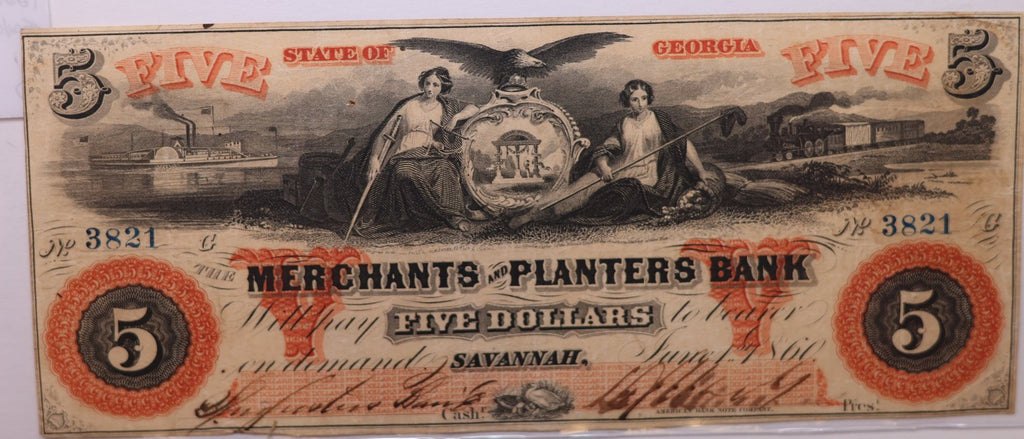 5 FIVE STATE OF GEORGIA FIVE 5
No 3821 G No 3821 G
THE MERCHANTS AND PLANTERS BANK
Will pay FIVE DOLLARS to bearer
on demand SAVANNAH, June 1st 1860
5 5
V V
Cash.r AMERICAN BANK NOTE COMPANY. Pres.t